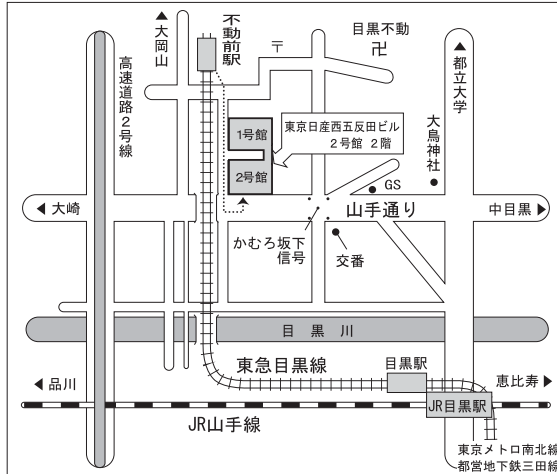 大岡山
不動前駅
〒
目黒不動
卍
都立大学
高速道路2号線
1号館
2号館
東京日産西五反田ビル
2号館 2階
大鳥神社
GS
大崎
山手通り
中目黒
かむろ坂下
信号
交番
目黒川
東急目黒線
目黒駅
品川
恵比寿
JR目黒駅
JR山手線
東京メトロ南北線
都営地下鉄三田線